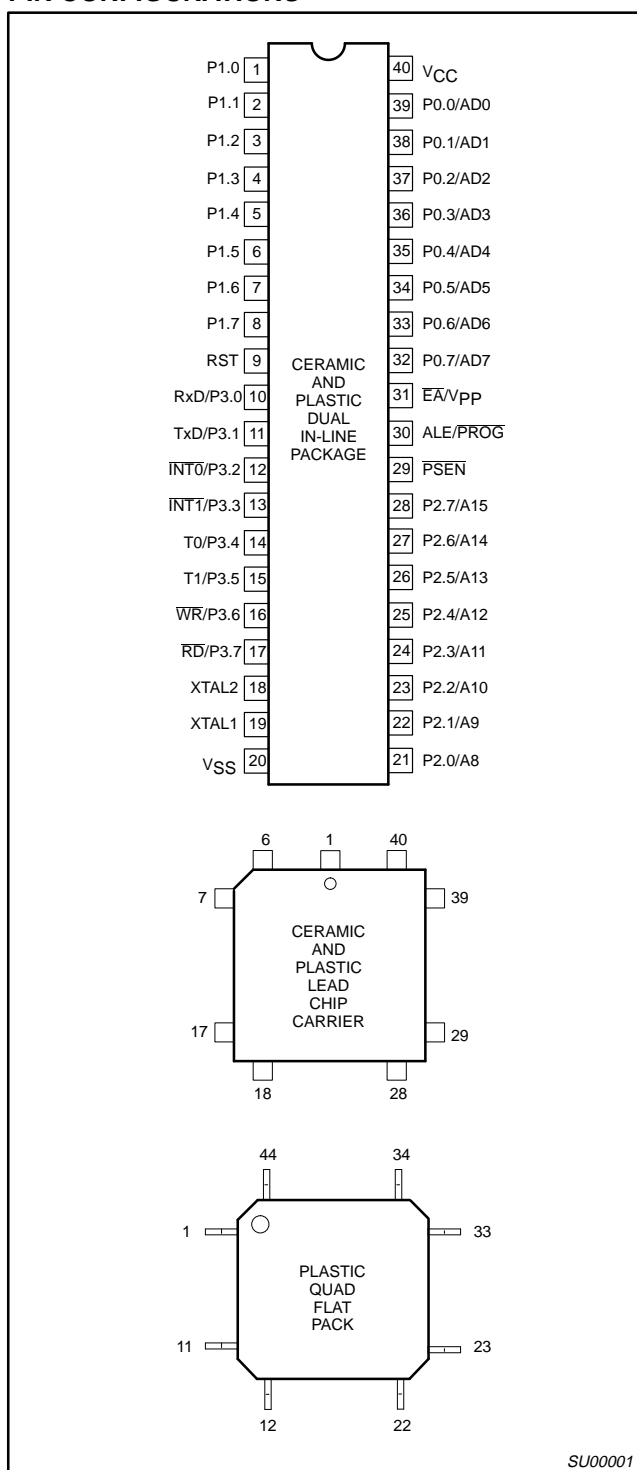 P1.0 1
40 VCC
P1.1 2
39 P0.0/AD0
P1.2 3
38 P0.1/AD1
P1.3 4
37 P0.2/AD2
P1.4 5
36 P0.3/AD3
P1.5 6
35 P0.4/AD4
P1.6 7
34 P0.5/AD5
P1.7 8
33 P0.6/AD6
RST 9
32 P0.7/AD7
RxD/P3.0 10
31 E̅A̅/VPP
TxD/P3.1 11
30 ALE/P̅R̅O̅G̅
I̅N̅T̅0̅/P3.2 12
29 P̅S̅E̅N̅
I̅N̅T̅1̅/P3.3 13
28 P2.7/A15
T0/P3.4 14
27 P2.6/A14
T1/P3.5 15
26 P2.5/A13
W̅R̅/P3.6 16
25 P2.4/A12
R̅D̅/P3.7 17
24 P2.3/A11
XTAL2 18
23 P2.2/A10
XTAL1 19
22 P2.1/A9
VSS 20
21 P2.0/A8
CERAMIC
AND
PLASTIC
DUAL
IN-LINE
PACKAGE
6 1 40
7 39
CERAMIC
AND
PLASTIC
LEAD
CHIP
CARRIER
17 29
18 28
44 34
1 33
PLASTIC
QUAD
FLAT
PACK
11 23
12 22
SU00001